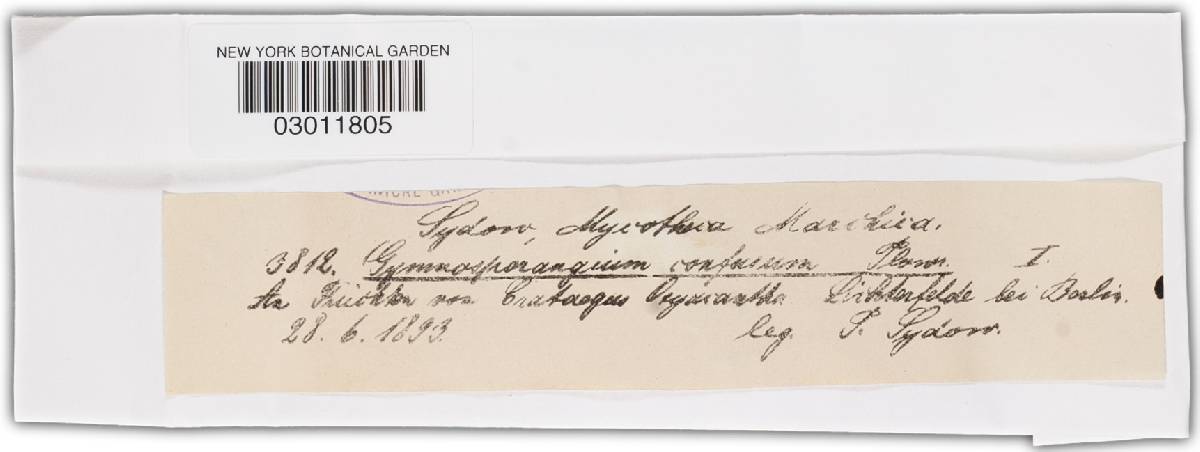 NEW YORK BOTANICAL GARDEN
03011805
Sydow, Mycotheca Marchica.
3812. Gymnosporangium confusum Plowr. I.
An Früchten von Crataegus Oxyacantha. Lichterfelde bei Berlin.
28. 6. 1893. leg. P. Sydow.